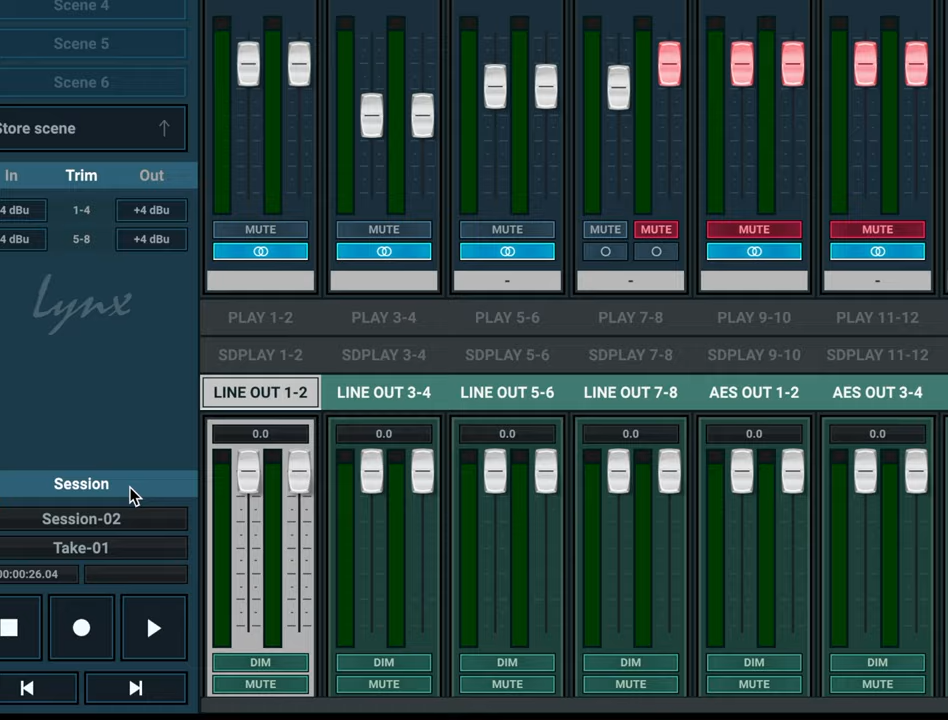 Scene 4
Scene 5
Scene 6
Store scene
In Trim Out
4 dBu 1-4 +4 dBu
4 dBu 5-8 +4 dBu
Lynx
MUTE MUTE MUTE MUTE MUTE MUTE MUTE
- - -
PLAY 1-2 PLAY 3-4 PLAY 5-6 PLAY 7-8 PLAY 9-10 PLAY 11-12
SDPLAY 1-2 SDPLAY 3-4 SDPLAY 5-6 SDPLAY 7-8 SDPLAY 9-10 SDPLAY 11-12
LINE OUT 1-2 LINE OUT 3-4 LINE OUT 5-6 LINE OUT 7-8 AES OUT 1-2 AES OUT 3-4
0.0 0.0 0.0 0.0 0.0 0.0
Session
Session-02
Take-01
00:00:26.04
DIM DIM DIM DIM DIM DIM
MUTE MUTE MUTE MUTE MUTE MUTE